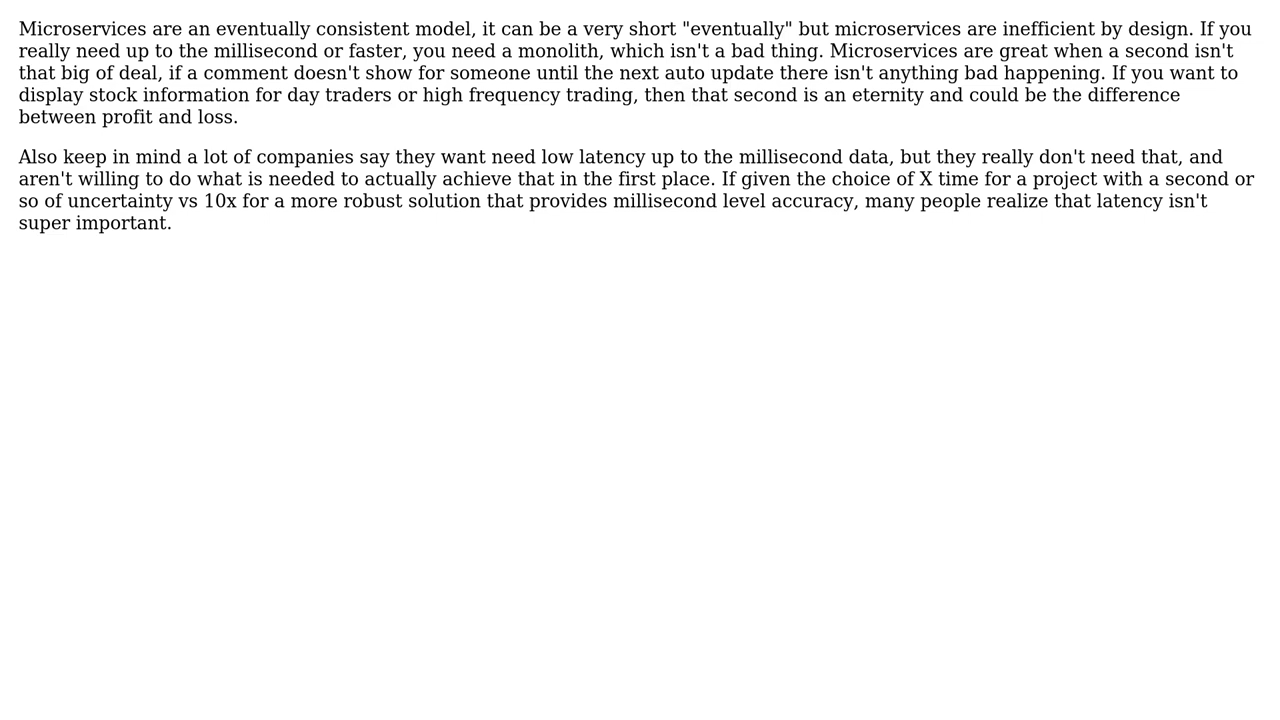 Microservices are an eventually consistent model, it can be a very short "eventually" but microservices are inefficient by design. If you
really need up to the millisecond or faster, you need a monolith, which isn't a bad thing. Microservices are great when a second isn't
that big of deal, if a comment doesn't show for someone until the next auto update there isn't anything bad happening. If you want to
display stock information for day traders or high frequency trading, then that second is an eternity and could be the difference
between profit and loss.
Also keep in mind a lot of companies say they want need low latency up to the millisecond data, but they really don't need that, and
aren't willing to do what is needed to actually achieve that in the first place. If given the choice of X time for a project with a second or
so of uncertainty vs 10x for a more robust solution that provides millisecond level accuracy, many people realize that latency isn't
super important.